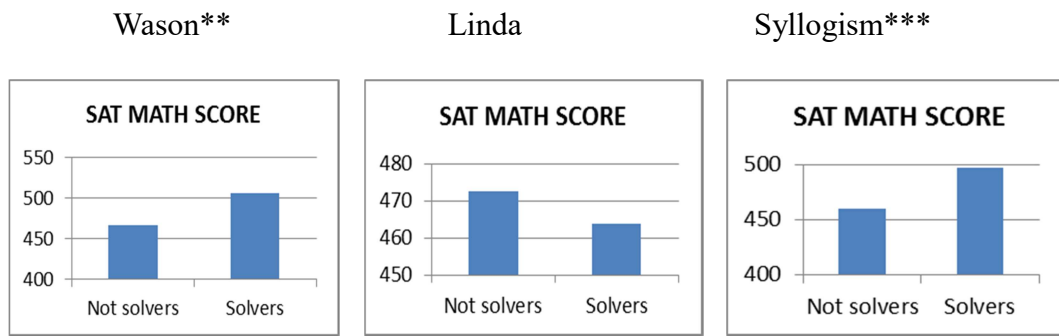 Wason** Linda Syllogism***
SAT MATH SCORE
550
500
450
400
Not solvers Solvers
SAT MATH SCORE
480
470
460
450
Not solvers Solvers
SAT MATH SCORE
500
450
400
Not solvers Solvers